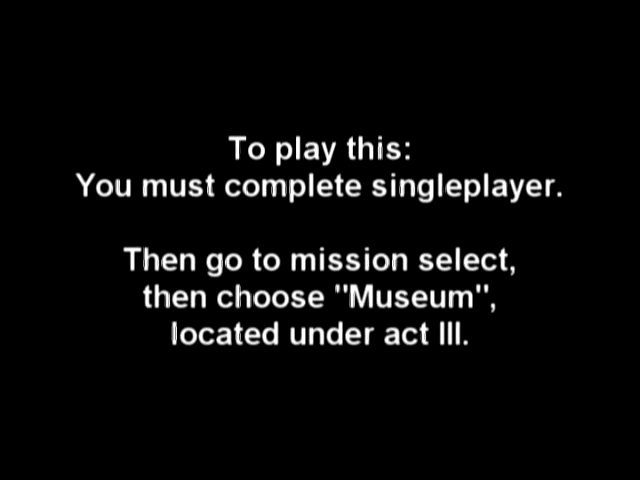 To play this:
You must complete singleplayer.
Then go to mission select,
then choose "Museum",
located under act III.